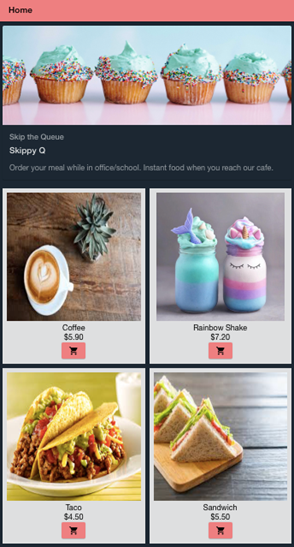 Home
Skip the Queue
Skippy Q
Order your meal while in office/school. Instant food when you reach our cafe.
Coffee
$5.90
Rainbow Shake
$7.20
Taco
$4.50
Sandwich
$5.50